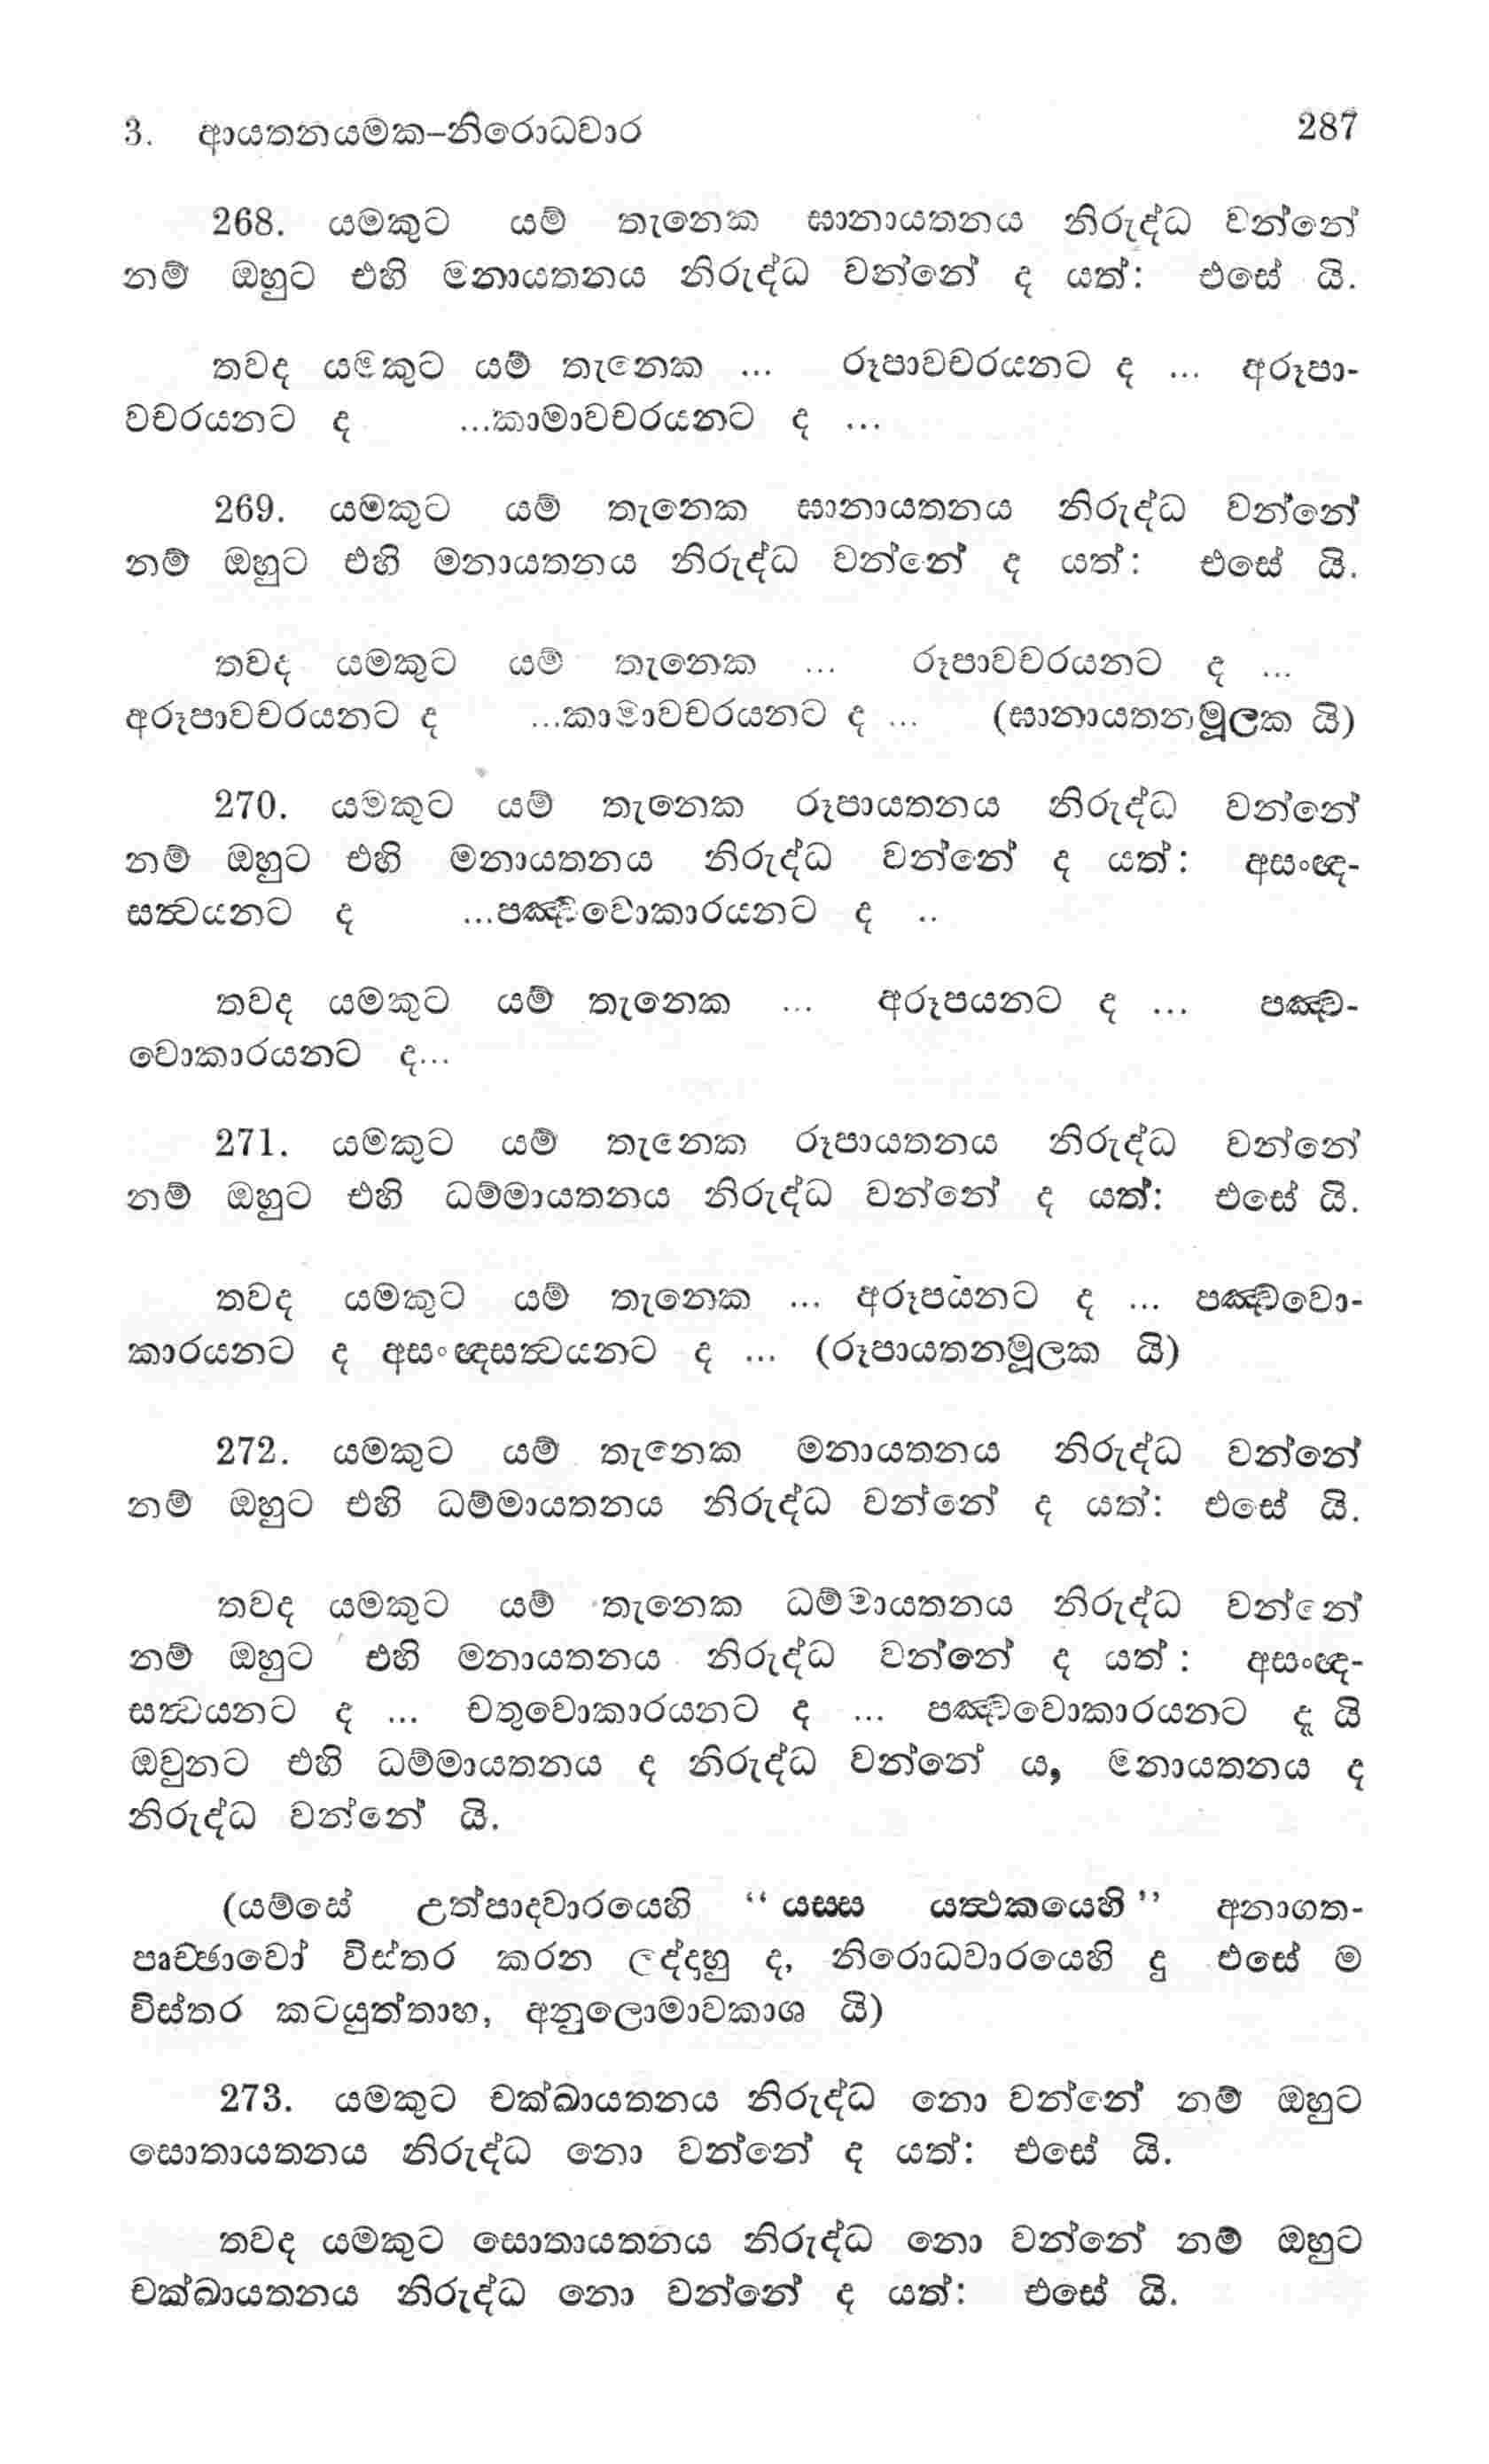 3. ආයතනයමක–නිරොධවාර 287
268. යමකුට යම් තැනෙක ඝානායතනය නිරුද්ධ වන්නේ
නම් ඔහුට එහි මනායතනය නිරුද්ධ වන්නේ ද යත්: එසේ යි.
තවද යමකුට යම් තැනෙක ... රූපාවචරයනට ද ... අරූපා-
වචරයනට ද ...කාමාවචරයනට ද ...
269. යමකුට යම් තැනෙක ඝානායතනය නිරුද්ධ වන්නේ
නම් ඔහුට එහි මනායතනය නිරුද්ධ වන්නේ ද යත්: එසේ යි.
තවද යමකුට යම් තැනෙක ... රූපාවචරයනට ද ...
අරූපාවචරයනට ද ...කාමාවචරයනට ද ... (ඝානායතනමූලක යි)
270. යමකුට යම් තැනෙක රූපායතනය නිරුද්ධ වන්නේ
නම් ඔහුට එහි මනායතනය නිරුද්ධ වන්නේ ද යත්: අසංඥ-
සත්‍වයනට ද ...පඤ්චවොකාරයනට ද ..
තවද යමකුට යම් තැනෙක ... අරූපයනට ද ... පඤ්ච-
වොකාරයනට ද...
271. යමකුට යම් තැනෙක රූපායතනය නිරුද්ධ වන්නේ
නම් ඔහුට එහි ධම්මායතනය නිරුද්ධ වන්නේ ද යත්: එසේ යි.
තවද යමකුට යම් තැනෙක ... අරූපයනට ද ... පඤ්චවො-
කාරයනට ද අසංඥසත්‍වයනට ද ... (රූපායතනමූලක යි)
272. යමකුට යම් තැනෙක මනායතනය නිරුද්ධ වන්නේ
නම් ඔහුට එහි ධම්මායතනය නිරුද්ධ වන්නේ ද යත්: එසේ යි.
තවද යමකුට යම් තැනෙක ධම්මායතනය නිරුද්ධ වන්නේ
නම් ඔහුට එහි මනායතනය නිරුද්ධ වන්නේ ද යත් : අසංඥ-
සත්‍වයනට ද ... චතුවොකාරයනට ද ... පඤ්චවොකාරයනට දැ යි
ඔවුනට එහි ධම්මායතනය ද නිරුද්ධ වන්නේ ය, මනායතනය ද
නිරුද්ධ වන්නේ යි.
(යම්සේ උත්පාදවාරයෙහි “යස්ස යත්‍ථකයෙහි” අනාගත-
පෘච්ඡාවෝ විස්තර කරන ලද්දහු ද, නිරොධවාරයෙහි දු එසේ ම
විස්තර කටයුත්තාහ, අනුලොමාවකාශ යි)
273. යමකුට චක්ඛායතනය නිරුද්ධ නො වන්නේ නම් ඔහුට
සොතායතනය නිරුද්ධ නො වන්නේ ද යත්: එසේ යි.
තවද යමකුට සොතායතනය නිරුද්ධ නො වන්නේ නම් ඔහුට
චක්ඛායතනය නිරුද්ධ නො වන්නේ ද යත්: එසේ යි.